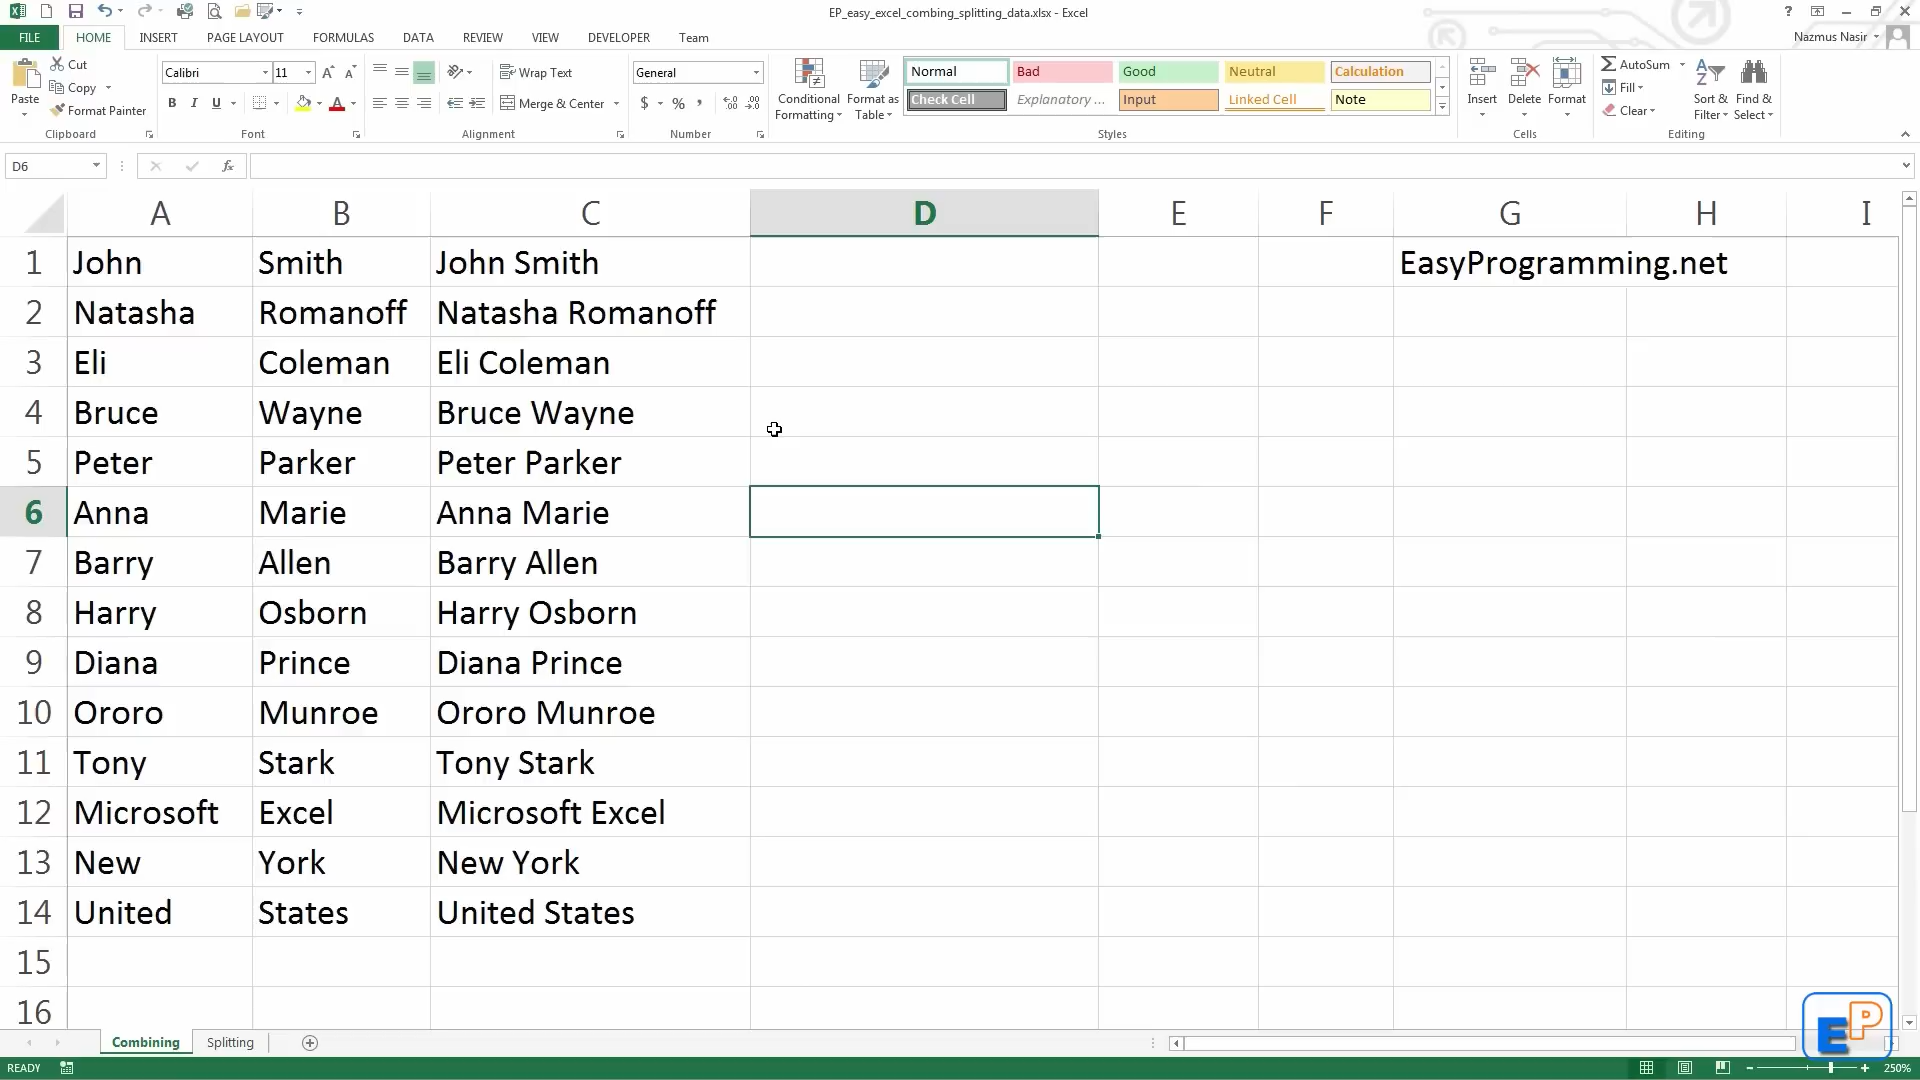 EP_easy_excel_combing_splitting_data.xlsx - Excel
FILE HOME INSERT PAGE LAYOUT FORMULAS DATA REVIEW VIEW DEVELOPER Team
Nazmus Nasir
Paste
Cut
Copy
Format Painter
Clipboard
Calibri 11
B I U
Font
Wrap Text
Merge & Center
Alignment
General
$ % ,
Number
Conditional Formatting
Format as Table
Normal Bad Good Neutral Calculation
Check Cell Explanatory ... Input Linked Cell Note
Styles
Insert Delete Format
Cells
AutoSum
Fill
Clear
Sort & Filter
Find & Select
Editing
D6 fx
A B C D E F G H I
1 John Smith John Smith EasyProgramming.net
2 Natasha Romanoff Natasha Romanoff
3 Eli Coleman Eli Coleman
4 Bruce Wayne Bruce Wayne
5 Peter Parker Peter Parker
6 Anna Marie Anna Marie
7 Barry Allen Barry Allen
8 Harry Osborn Harry Osborn
9 Diana Prince Diana Prince
10 Ororo Munroe Ororo Munroe
11 Tony Stark Tony Stark
12 Microsoft Excel Microsoft Excel
13 New York New York
14 United States United States
15
16
Combining Splitting
EP
READY 250%